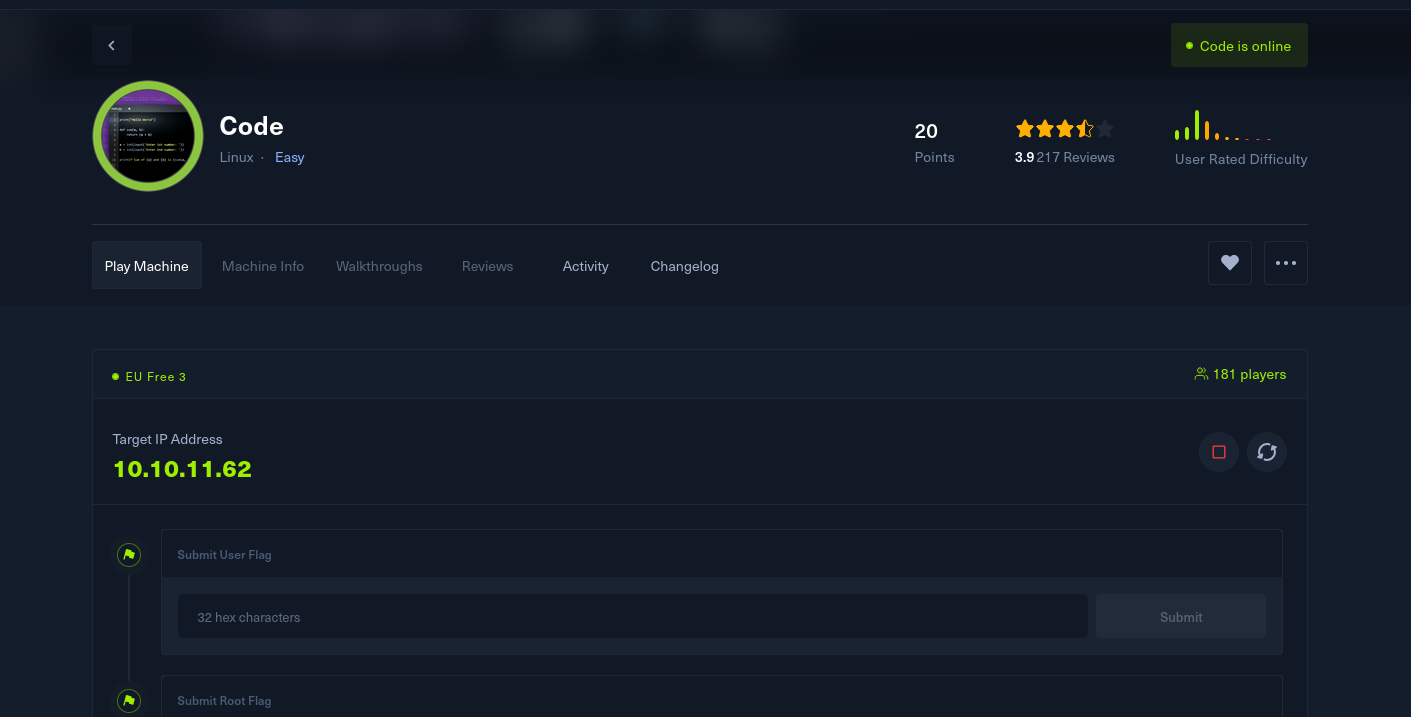 Code is online
Code
Linux · Easy
20
Points
3.9 217 Reviews
User Rated Difficulty
Play Machine
Machine Info
Walkthroughs
Reviews
Activity
Changelog
EU Free 3
181 players
Target IP Address
10.10.11.62
Submit User Flag
32 hex characters
Submit
Submit Root Flag